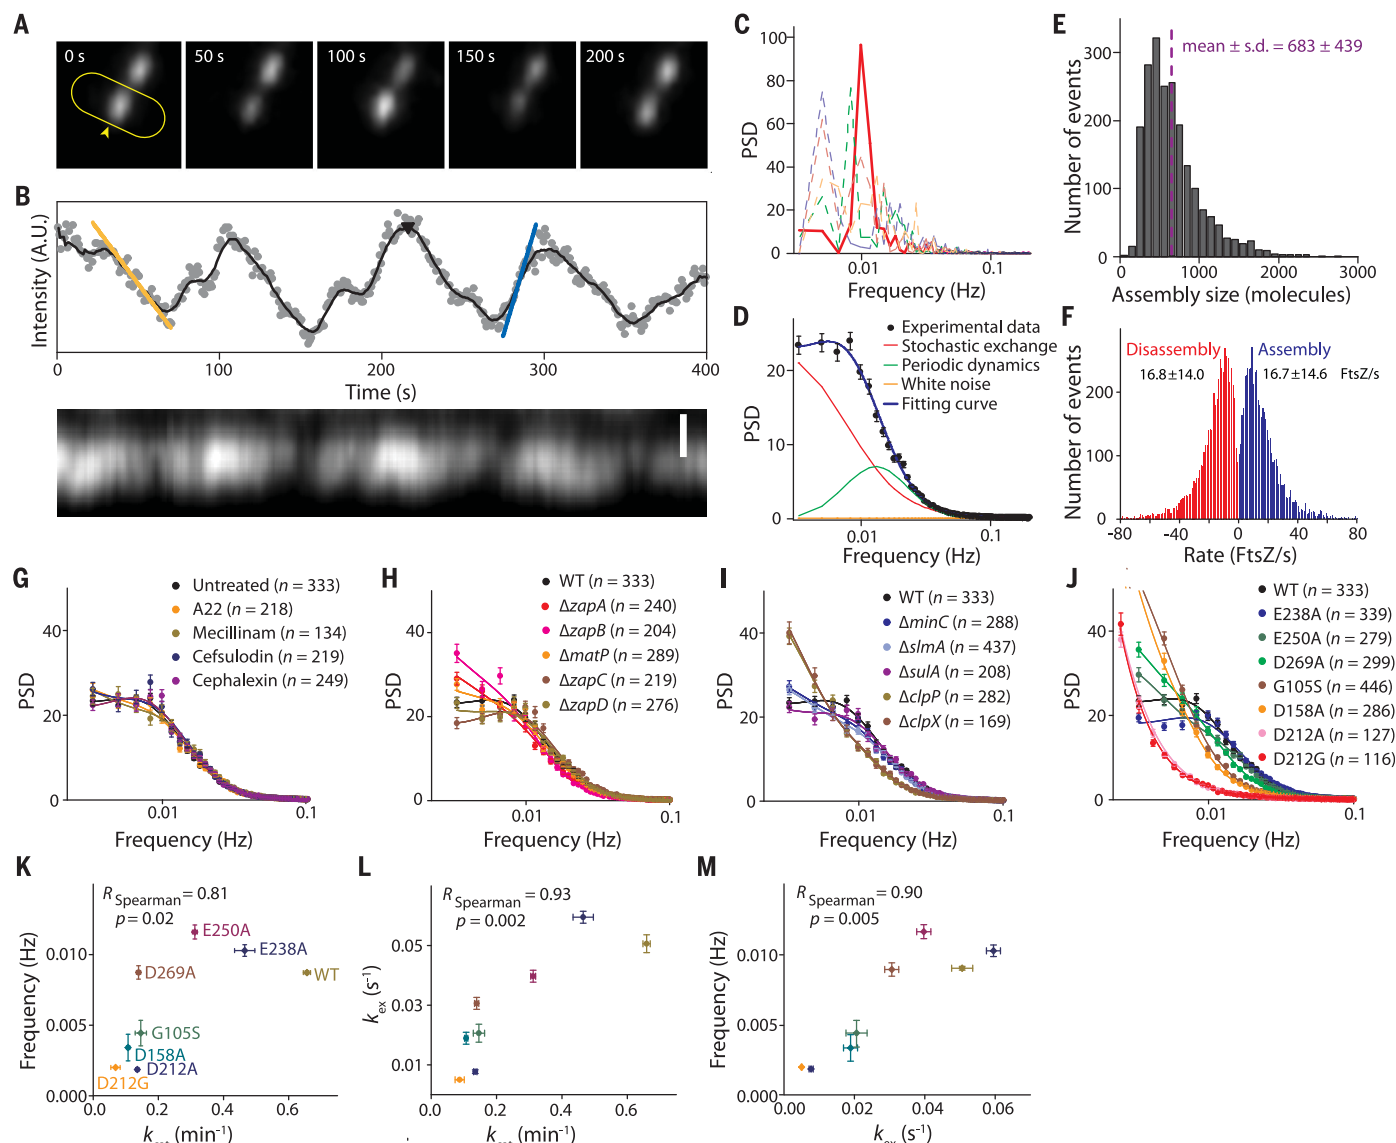 A
0 s
50 s
100 s
150 s
200 s
B
Intensity (A.U.)
0
100
200
300
400
Time (s)
C
PSD
100
80
60
40
20
0
0.01
0.1
Frequency (Hz)
D
PSD
20
10
0
Experimental data
Stochastic exchange
Periodic dynamics
White noise
Fitting curve
0.01
0.1
Frequency (Hz)
E
Number of events
300
200
100
0
mean ± s.d. = 683 ± 439
0
1000
2000
3000
Assembly size (molecules)
F
Number of events
200
100
0
Disassembly
16.8±14.0
Assembly
16.7±14.6 FtsZ/s
-80
-40
0
40
80
Rate (FtsZ/s)
G
PSD
40
20
0
Untreated (n = 333)
A22 (n = 218)
Mecillinam (n = 134)
Cefsulodin (n = 219)
Cephalexin (n = 249)
0.01
0.1
Frequency (Hz)
H
PSD
40
20
0
WT (n = 333)
ΔzapA (n = 240)
ΔzapB (n = 204)
ΔmatP (n = 289)
ΔzapC (n = 219)
ΔzapD (n = 276)
0.01
0.1
Frequency (Hz)
I
PSD
40
20
0
WT (n = 333)
ΔminC (n = 288)
ΔslmA (n = 437)
ΔsulA (n = 208)
ΔclpP (n = 282)
ΔclpX (n = 169)
0.01
0.1
Frequency (Hz)
J
PSD
40
20
0
WT (n = 333)
E238A (n = 339)
E250A (n = 279)
D269A (n = 299)
G105S (n = 446)
D158A (n = 286)
D212A (n = 127)
D212G (n = 116)
0.01
0.1
Frequency (Hz)
K
Frequency (Hz)
0.010
0.005
0.000
R Spearman = 0.81
p = 0.02
E250A
E238A
D269A
WT
G105S
D158A
D212A
D212G
0.0
0.2
0.4
0.6
(min⁻¹)
L
kex (s⁻¹)
0.05
0.03
0.01
R Spearman = 0.93
p = 0.002
0.0
0.2
0.4
0.6
(min⁻¹)
M
Frequency (Hz)
0.010
0.005
0.000
R Spearman = 0.90
p = 0.005
0.00
0.02
0.04
0.06
kex (s⁻¹)